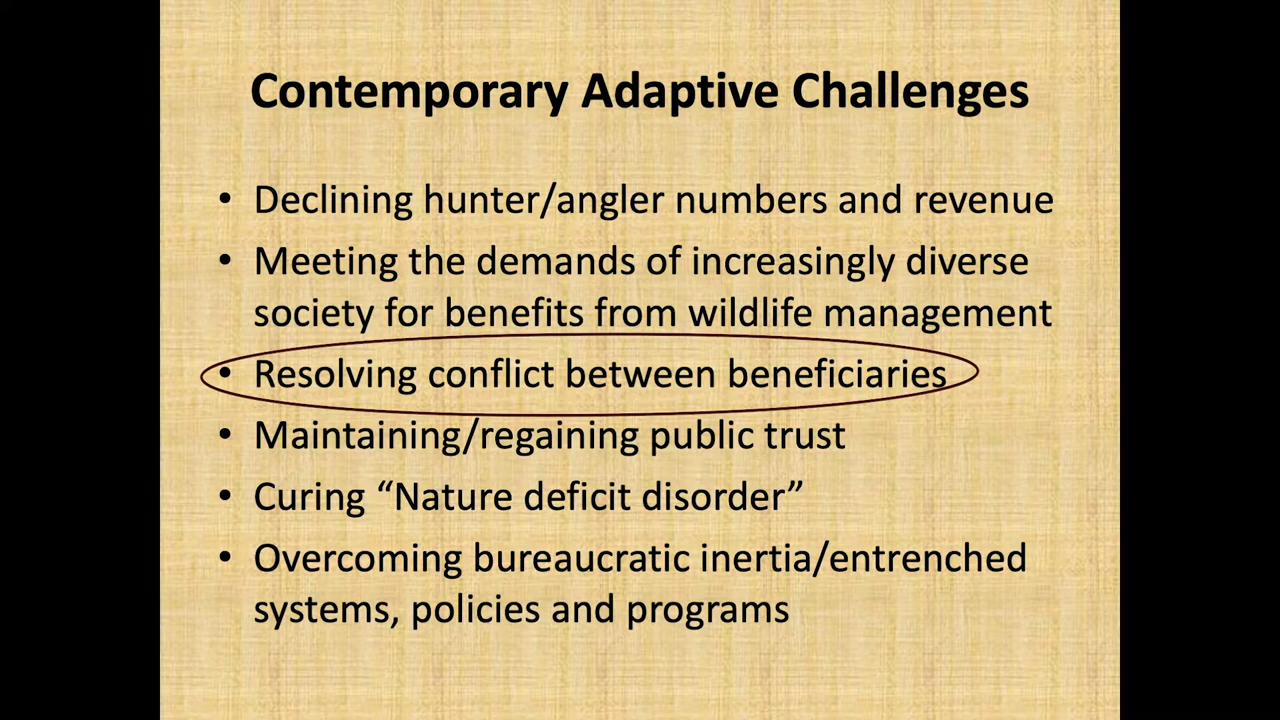 Contemporary Adaptive Challenges
• Declining hunter/angler numbers and revenue
• Meeting the demands of increasingly diverse
society for benefits from wildlife management
• Resolving conflict between beneficiaries
• Maintaining/regaining public trust
• Curing “Nature deficit disorder”
• Overcoming bureaucratic inertia/entrenched
systems, policies and programs